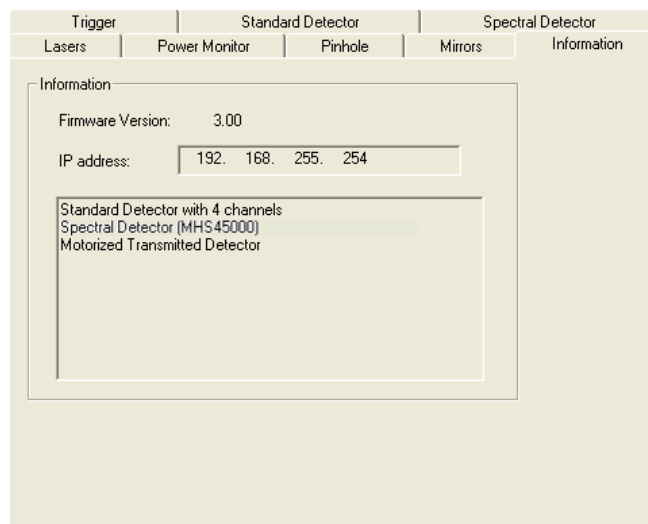 Trigger Standard Detector Spectral Detector
Lasers Power Monitor Pinhole Mirrors Information
Information
Firmware Version: 3.00
IP address: 192. 168. 255. 254
Standard Detector with 4 channels
Spectral Detector (MHS45000)
Motorized Transmitted Detector